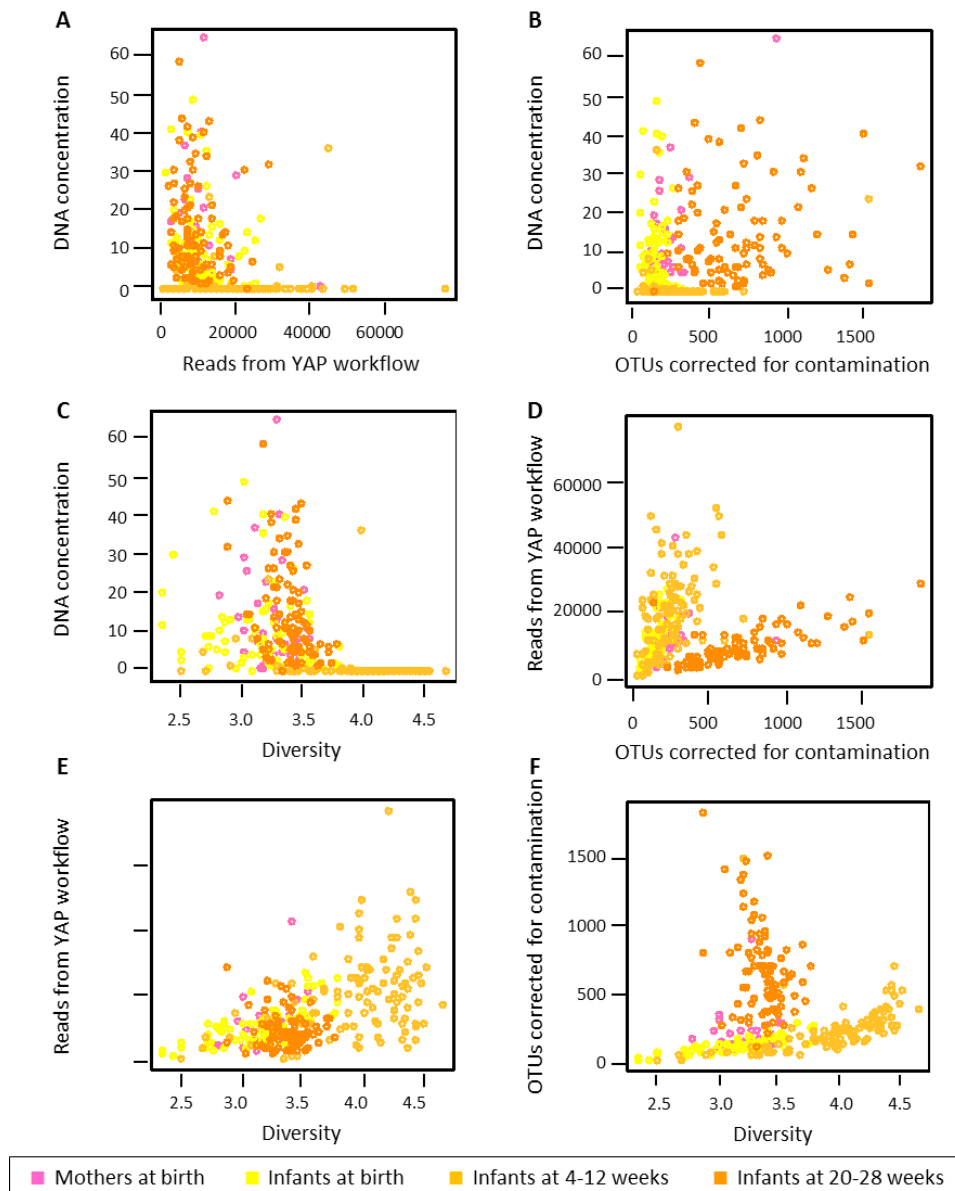 A
DNA concentration
60
50
40
30
20
10
0
0 20000 40000 60000
Reads from YAP workflow
B
DNA concentration
60
50
40
30
20
10
0
0 500 1000 1500
OTUs corrected for contamination
C
DNA concentration
60
50
40
30
20
10
0
2.5 3.0 3.5 4.0 4.5
Diversity
D
Reads from YAP workflow
60000
40000
20000
0
0 500 1000 1500
OTUs corrected for contamination
E
Reads from YAP workflow
2.5 3.0 3.5 4.0 4.5
Diversity
F
OTUs corrected for contamination
1500
1000
500
0
2.5 3.0 3.5 4.0 4.5
Diversity
Mothers at birth Infants at birth Infants at 4-12 weeks Infants at 20-28 weeks